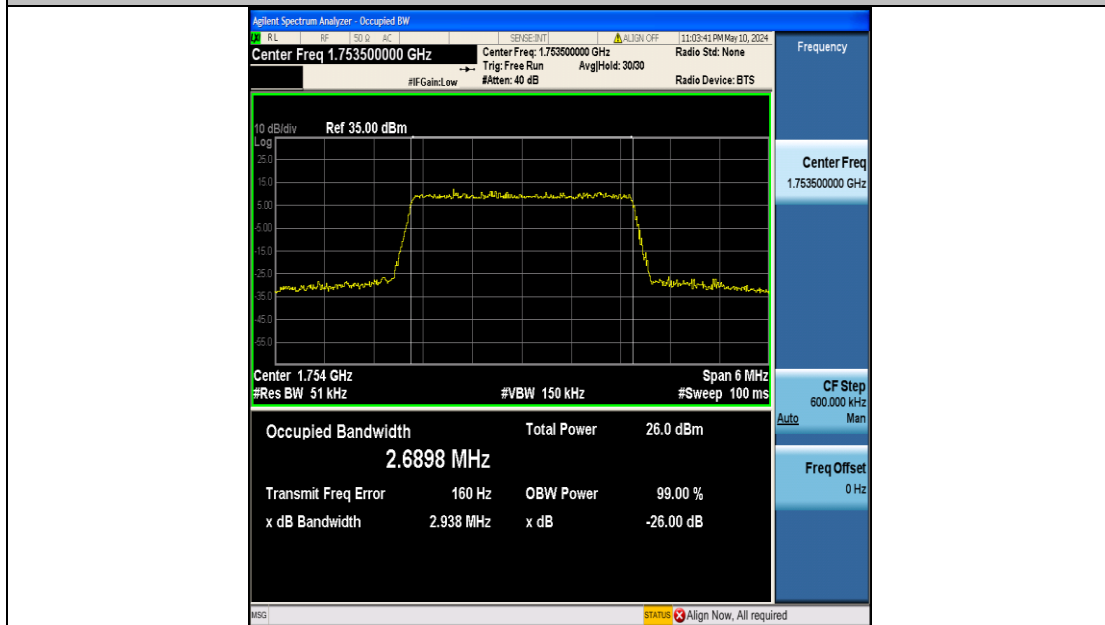 Agilent Spectrum Analyzer - Occupied BW
LXI RL RF 50 Ω AC SENSE:INT ALIGN OFF 11:03:41 PM May 10, 2024
Center Freq 1.753500000 GHz Center Freq: 1.753500000 GHz Radio Std: None Frequency
Trig: Free Run Avg|Hold: 30/30
#IFGain:Low #Atten: 40 dB Radio Device: BTS
10 dB/div Ref 35.00 dBm
Log
25.0
15.0
5.00
-5.00
-15.0
-25.0
-35.0
-45.0
-55.0
Center Freq
1.753500000 GHz
Center 1.754 GHz Span 6 MHz
#Res BW 51 kHz #VBW 150 kHz #Sweep 100 ms
CF Step
600.000 kHz
Auto Man
Occupied Bandwidth Total Power 26.0 dBm
2.6898 MHz
Freq Offset
0 Hz
Transmit Freq Error 160 Hz OBW Power 99.00 %
x dB Bandwidth 2.938 MHz x dB -26.00 dB
MSG STATUS Align Now, All required